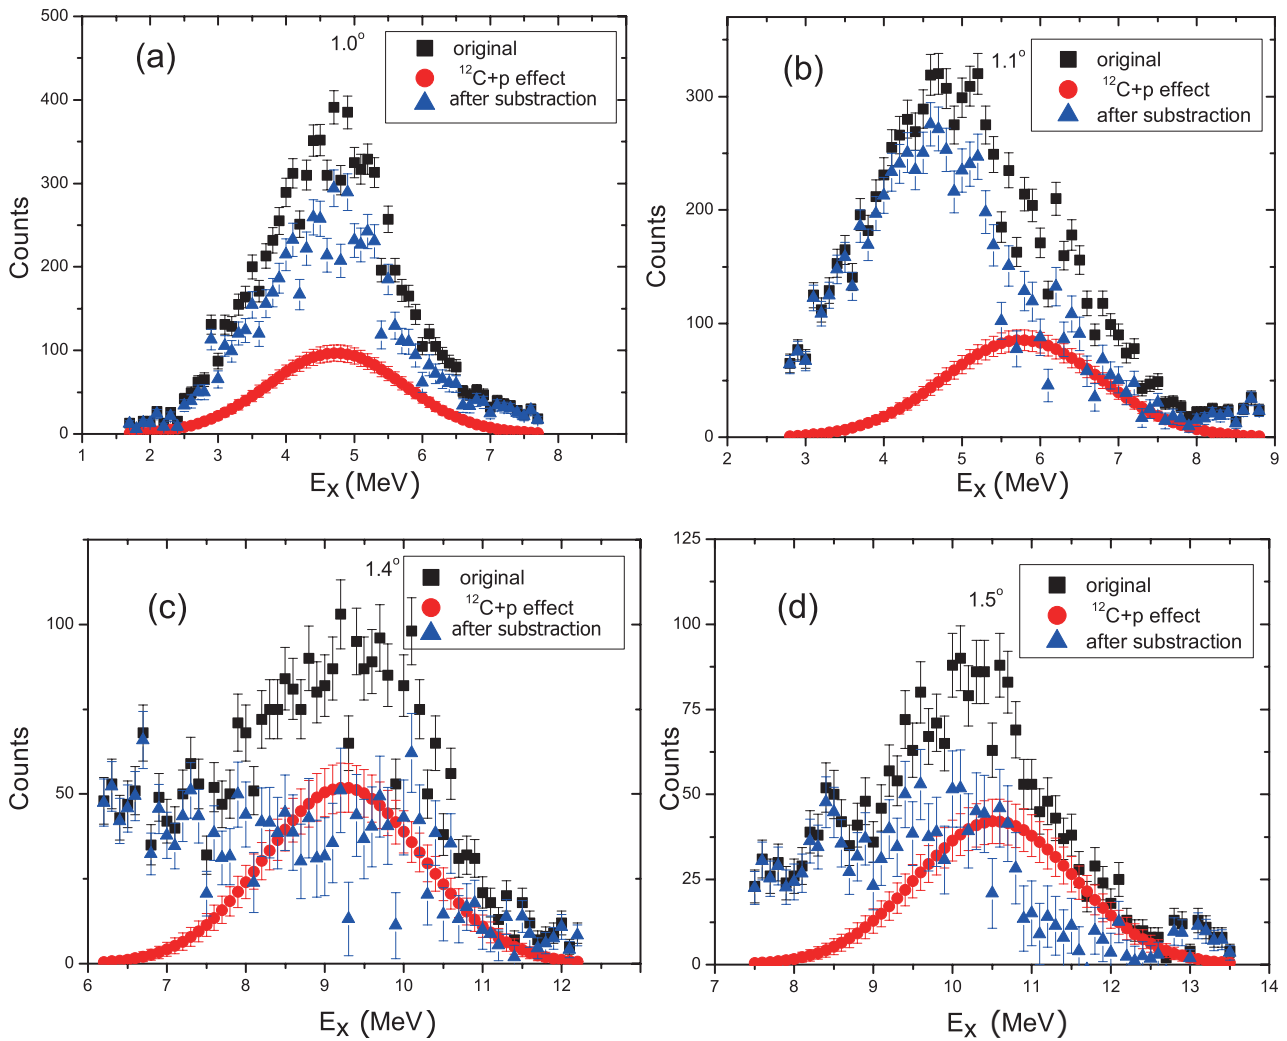 (a)
1.0°
original
¹²C+p effect
after substraction
Counts
500
400
300
200
100
0
1 2 3 4 5 6 7 8
Eₓ (MeV)
(b)
1.1°
original
¹²C+p effect
after substraction
Counts
300
200
100
0
2 3 4 5 6 7 8 9
Eₓ (MeV)
(c)
1.4°
original
¹²C+p effect
after substraction
Counts
100
50
0
6 7 8 9 10 11 12
Eₓ (MeV)
(d)
1.5°
original
¹²C+p effect
after substraction
Counts
125
100
75
50
25
0
7 8 9 10 11 12 13 14
Eₓ (MeV)